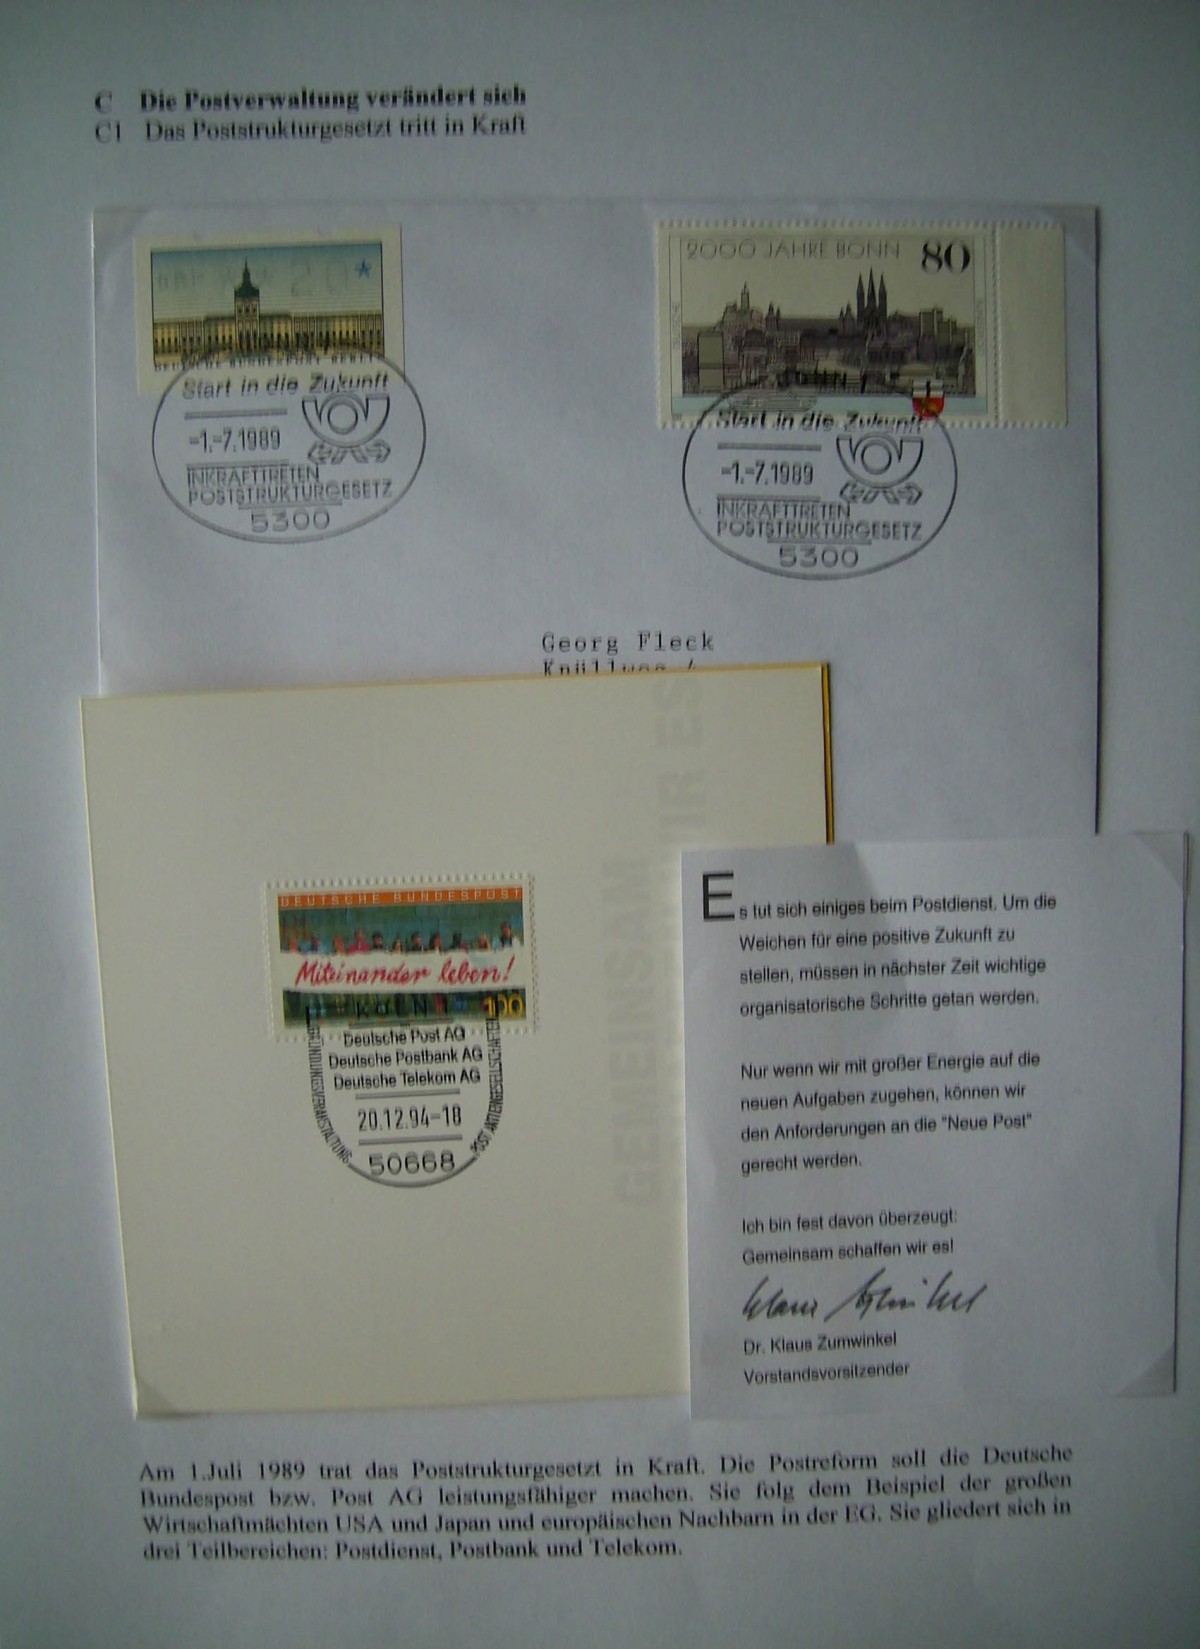 C Die Postverwaltung verändert sich
C1 Das Poststrukturgesetzt tritt in Kraft
2000 JAHRE BONN 80
DEUTSCHE BUNDESPOST BERLIN
Start in die Zukunft
-1.-7.1989
INKRAFTTRETEN
POSTSTRUKTURGESETZ
5300
Start in die Zukunft
-1.-7.1989
INKRAFTTRETEN
POSTSTRUKTURGESETZ
5300
Georg Fleck
GEMEINSAM
DEUTSCHE BUNDESPOST
Miteinander leben!
100
KÖLN 1
Deutsche Post AG
Deutsche Postbank AG
Deutsche Telekom AG
20.12.94-18
50668
GRÜNDUNGSVERANSTALTUNG
POST AKTIENGESELLSCHAFTEN
Es tut sich einiges beim Postdienst. Um die
Weichen für eine positive Zukunft zu
stellen, müssen in nächster Zeit wichtige
organisatorische Schritte getan werden.
Nur wenn wir mit großer Energie auf die
neuen Aufgaben zugehen, können wir
den Anforderungen an die "Neue Post"
gerecht werden.
Ich bin fest davon überzeugt:
Gemeinsam schaffen wir es!
Dr. Klaus Zumwinkel
Vorstandsvorsitzender
Am 1.Juli 1989 trat das Poststrukturgesetzt in Kraft. Die Postreform soll die Deutsche
Bundespost bzw. Post AG leistungsfähiger machen. Sie folg dem Beispiel der großen
Wirtschaftmächten USA und Japan und europäischen Nachbarn in der EG. Sie gliedert sich in
drei Teilbereichen: Postdienst, Postbank und Telekom.